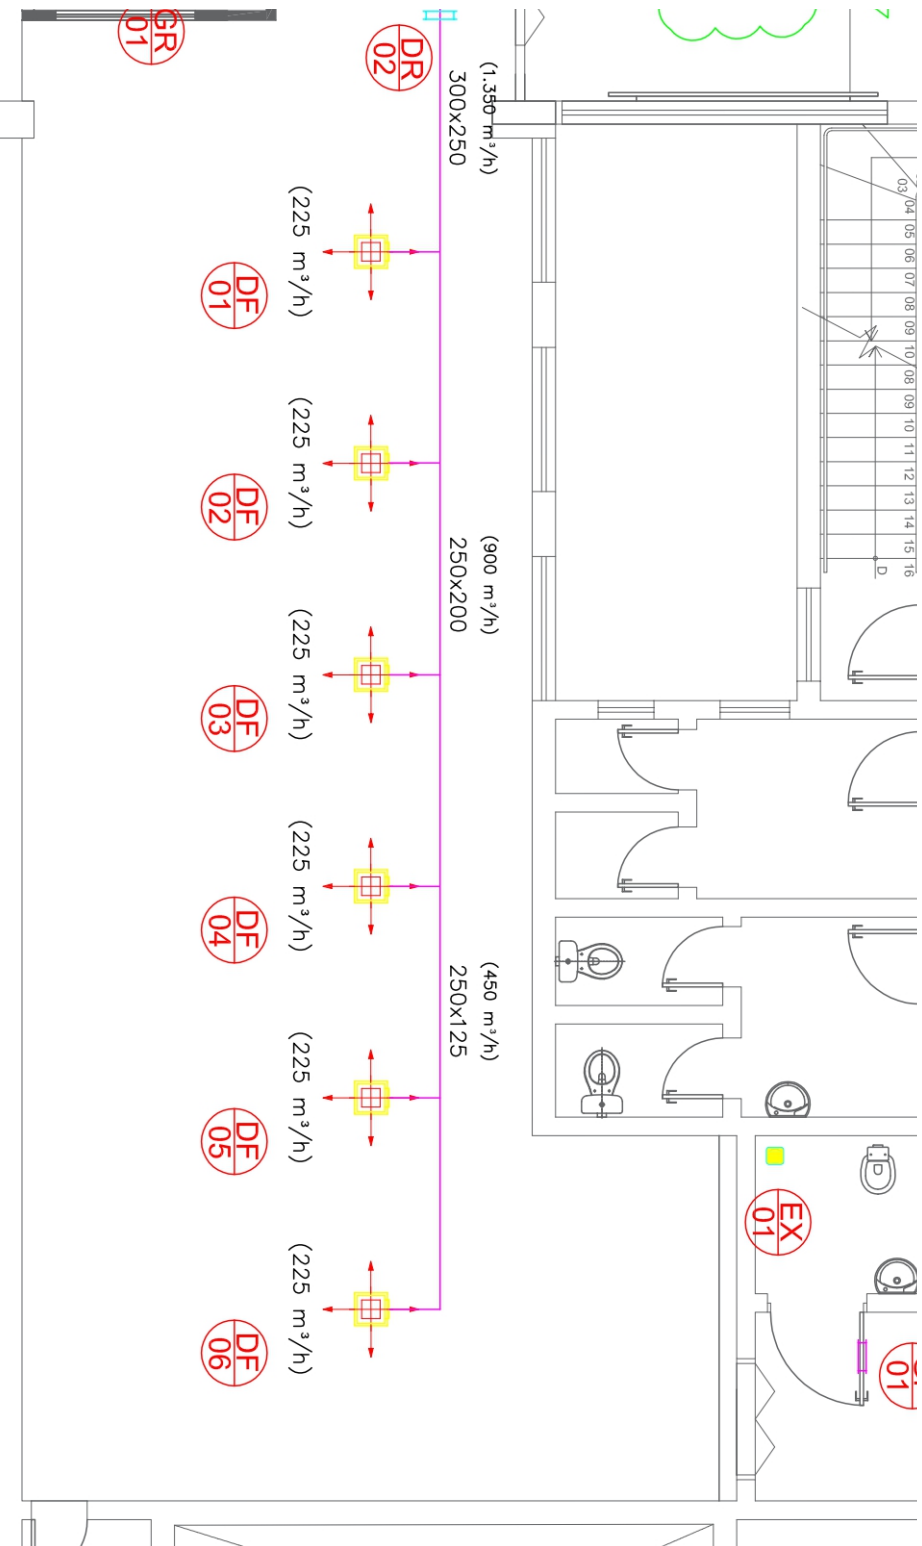 GR
01
DR
02
(1.350 m³/h)
300x250
(225 m³/h)
DF
01
(225 m³/h)
DF
02
(900 m³/h)
250x200
(225 m³/h)
DF
03
(225 m³/h)
DF
04
(450 m³/h)
250x125
(225 m³/h)
DF
05
(225 m³/h)
DF
06
EX
01
01
03
04
05
06
07
08
09
10
08
09
10
11
12
13
14
15
16
D